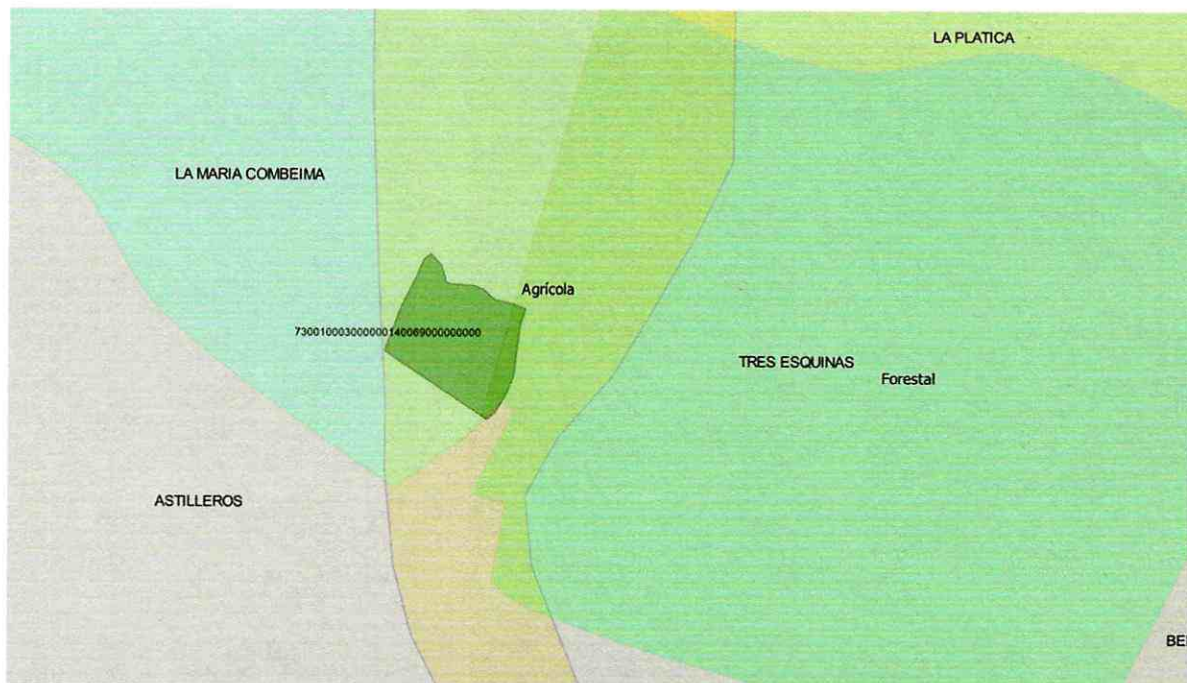 LA PLATICA
LA MARIA COMBEIMA
Agrícola
730010003000000140069000000000
TRES ESQUINAS
Forestal
ASTILLEROS